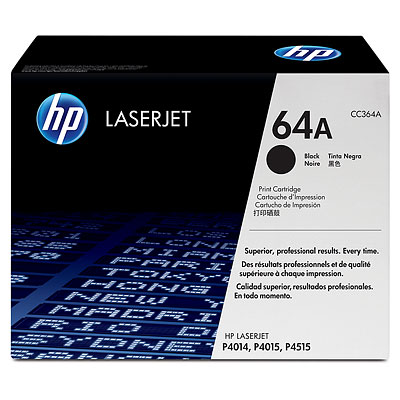 hp
LASERJET
64A
CC364A
Black Tinta Negra
Noire 黑色
Print Cartridge
Cartouche d'Impression
Cartucho de Impresión
打印硒鼓
Superior, professional results. Every time.
Des résultats professionnels et de qualité
supérieure à chaque impression.
Calidad superior, resultados profesionales.
En todo momento.
HP LASERJET
P4014, P4015, P4515